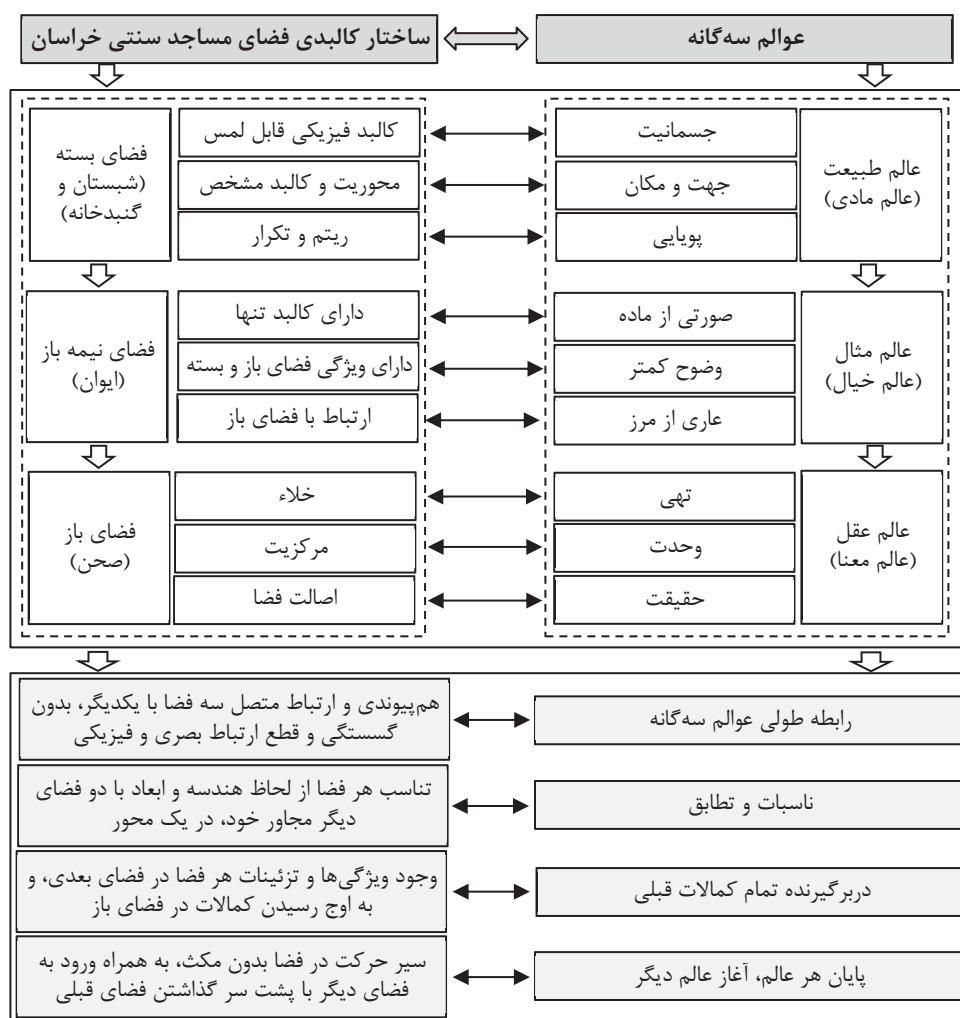 عوالم سه‌گانه
ساختار کالبدی فضای مساجد سنتی خراسان
عالم طبیعت
(عالم مادی)
جسمانیت
کالبد فیزیکی قابل لمس
جهت و مکان
محوریت و کالبد مشخص
پویایی
ریتم و تکرار
فضای بسته
(شبستان و
گنبدخانه)
عالم مثال
(عالم خیال)
صورتی از ماده
دارای کالبد تنها
وضوح کمتر
دارای ویژگی فضای باز و بسته
عاری از مرز
ارتباط با فضای باز
فضای نیمه باز
(ایوان)
عالم عقل
(عالم معنا)
تهی
خلاء
وحدت
مرکزیت
حقیقت
اصالت فضا
فضای باز
(صحن)
رابطه طولی عوالم سه‌گانه
هم‌پیوندی و ارتباط متصل سه فضا با یکدیگر، بدون
گسستگی و قطع ارتباط بصری و فیزیکی
ناسبات و تطابق
تناسب هر فضا از لحاظ هندسه و ابعاد با دو فضای
دیگر مجاور خود، در یک محور
دربرگیرنده تمام کمالات قبلی
وجود ویژگی‌ها و تزئینات هر فضا در فضای بعدی، و
به اوج رسیدن کمالات در فضای باز
پایان هر عالم، آغاز عالم دیگر
سیر حرکت در فضا بدون مکث، به همراه ورود به
فضای دیگر با پشت سر گذاشتن فضای قبلی